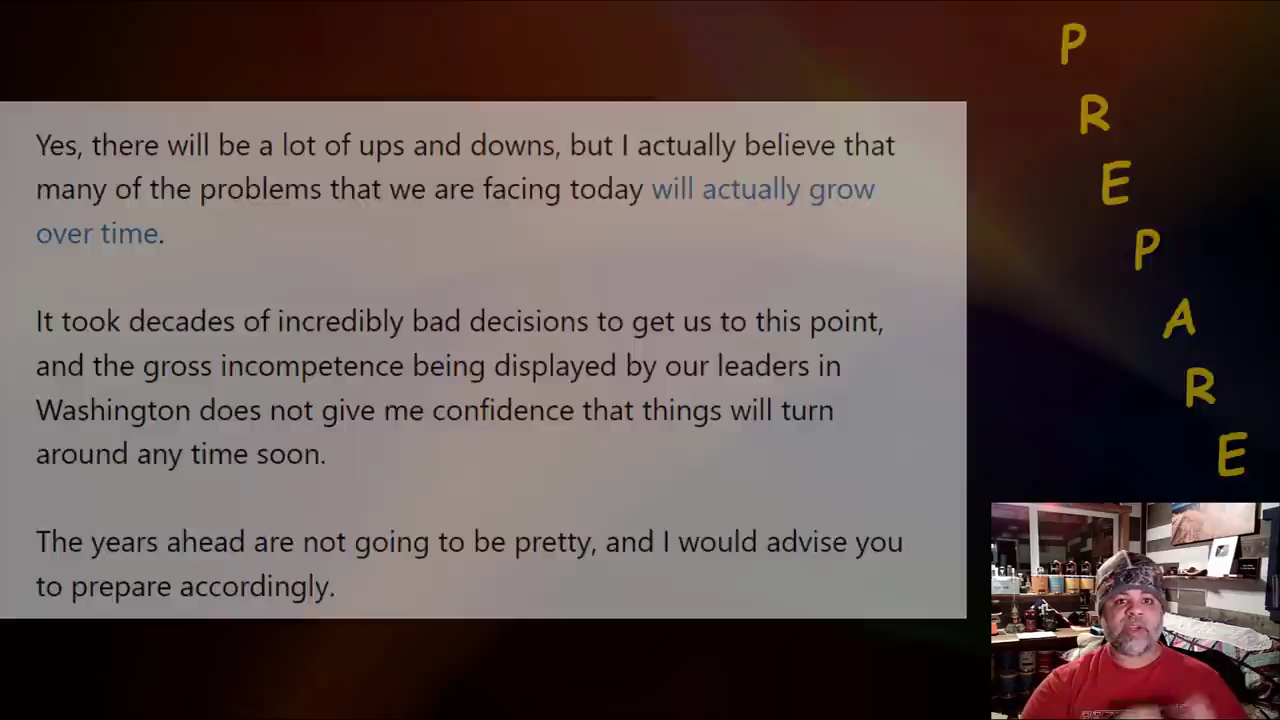 Yes, there will be a lot of ups and downs, but I actually believe that
many of the problems that we are facing today will actually grow
over time.
It took decades of incredibly bad decisions to get us to this point,
and the gross incompetence being displayed by our leaders in
Washington does not give me confidence that things will turn
around any time soon.
The years ahead are not going to be pretty, and I would advise you
to prepare accordingly.
P
R
E
P
A
R
E